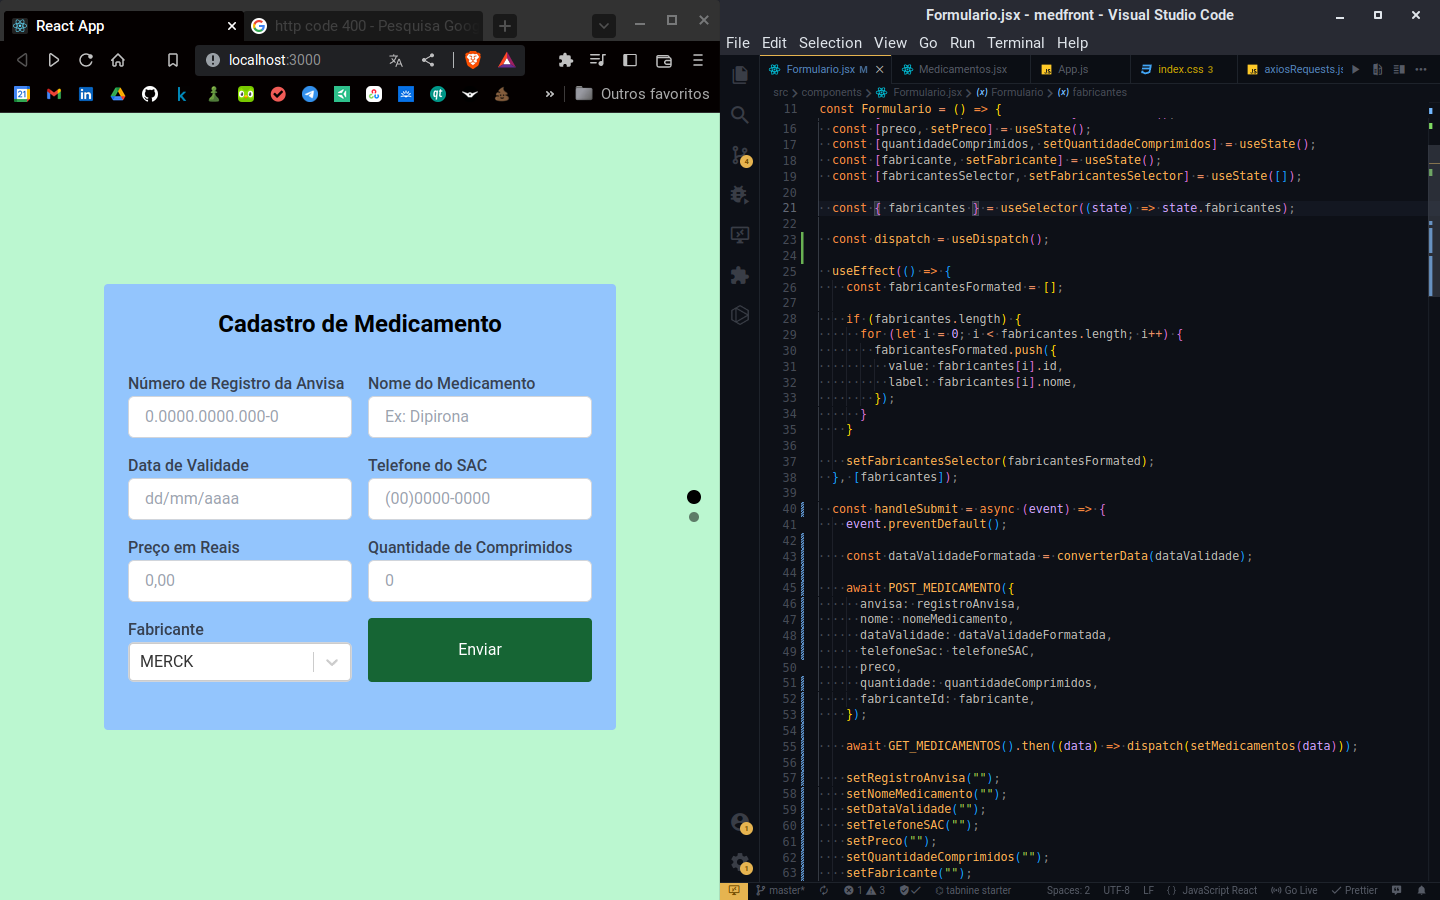 React App
http code 400 - Pesquisa Goo
localhost:3000
Outros favoritos
Cadastro de Medicamento
Número de Registro da Anvisa
Nome do Medicamento
0.0000.0000.000-0
Ex: Dipirona
Data de Validade
Telefone do SAC
dd/mm/aaaa
(00)0000-0000
Preço em Reais
Quantidade de Comprimidos
0,00
0
Fabricante
MERCK
Enviar
Formulario.jsx - medfront - Visual Studio Code
File Edit Selection View Go Run Terminal Help
Formulario.jsx M
Medicamentos.jsx
App.js
index.css 3
axiosRequests.js
src > components > Formulario.jsx > Formulario > fabricantes
11 const Formulario = () => {
16 const [preco, setPreco] = useState();
17 const [quantidadeComprimidos, setQuantidadeComprimidos] = useState();
18 const [fabricante, setFabricante] = useState();
19 const [fabricantesSelector, setFabricantesSelector] = useState([]);
20
21 const { fabricantes } = useSelector((state) => state.fabricantes);
22
23 const dispatch = useDispatch();
24
25 useEffect(() => {
26 const fabricantesFormated = [];
27
28 if (fabricantes.length) {
29 for (let i = 0; i < fabricantes.length; i++) {
30 fabricantesFormated.push({
31 value: fabricantes[i].id,
32 label: fabricantes[i].nome,
33 });
34 }
35 }
36
37 setFabricantesSelector(fabricantesFormated);
38 }, [fabricantes]);
39
40 const handleSubmit = async (event) => {
41 event.preventDefault();
42
43 const dataValidadeFormatada = converterData(dataValidade);
44
45 await POST_MEDICAMENTO({
46 anvisa: registroAnvisa,
47 nome: nomeMedicamento,
48 dataValidade: dataValidadeFormatada,
49 telefoneSac: telefoneSAC,
50 preco,
51 quantidade: quantidadeComprimidos,
52 fabricanteId: fabricante,
53 });
54
55 await GET_MEDICAMENTOS().then((data) => dispatch(setMedicamentos(data)));
56
57 setRegistroAnvisa("");
58 setNomeMedicamento("");
59 setDataValidade("");
60 setTelefoneSAC("");
61 setPreco("");
62 setQuantidadeComprimidos("");
63 setFabricante("");
master* 1 3 tabnine starter Spaces: 2 UTF-8 LF {} JavaScript React Go Live Prettier